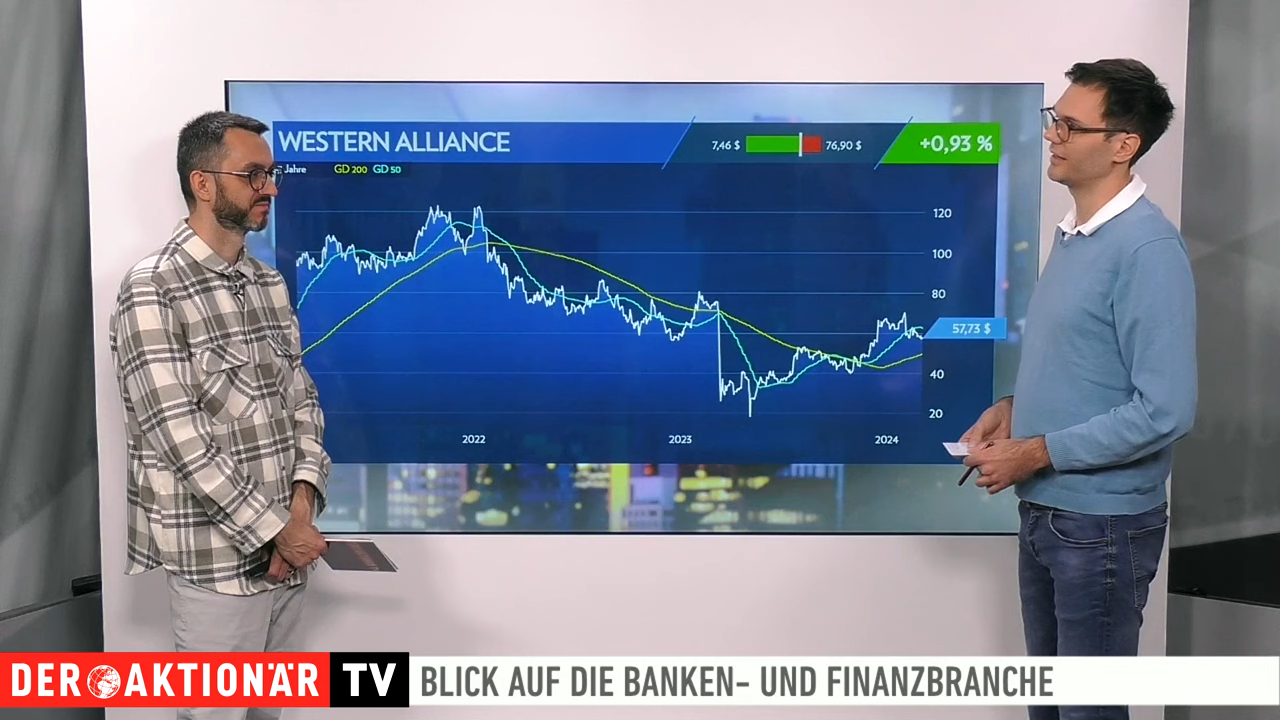 WESTERN ALLIANCE
7,46 $
76,90 $
+0,93 %
Jahre
GD 200 GD 50
120
100
80
57,73 $
40
20
2022
2023
2024
DER AKTIONÄR TV
BLICK AUF DIE BANKEN- UND FINANZBRANCHE